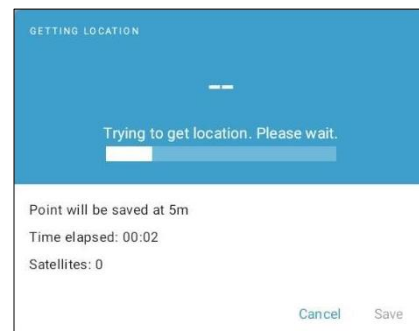 GETTING LOCATION
--
Trying to get location. Please wait.
Point will be saved at 5m
Time elapsed: 00:02
Satellites: 0
Cancel Save